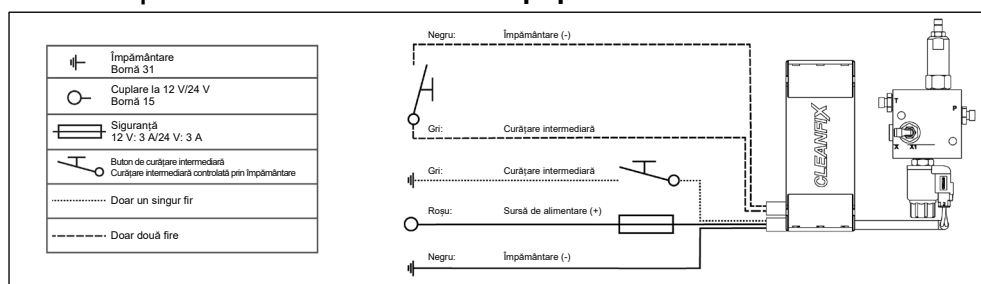 Împământare
Bornă 31
Cuplare la 12 V/24 V
Bornă 15
Siguranță
12 V: 3 A/24 V: 3 A
Buton de curățare intermediară
Curățare intermediară controlată prin împământare
Doar un singur fir
Doar două fire
Negru: Împământare (-)
Gri: Curățare intermediară
Gri: Curățare intermediară
Roșu: Sursă de alimentare (+)
Negru: Împământare (-)
CLEANFIX
T
P
X X1